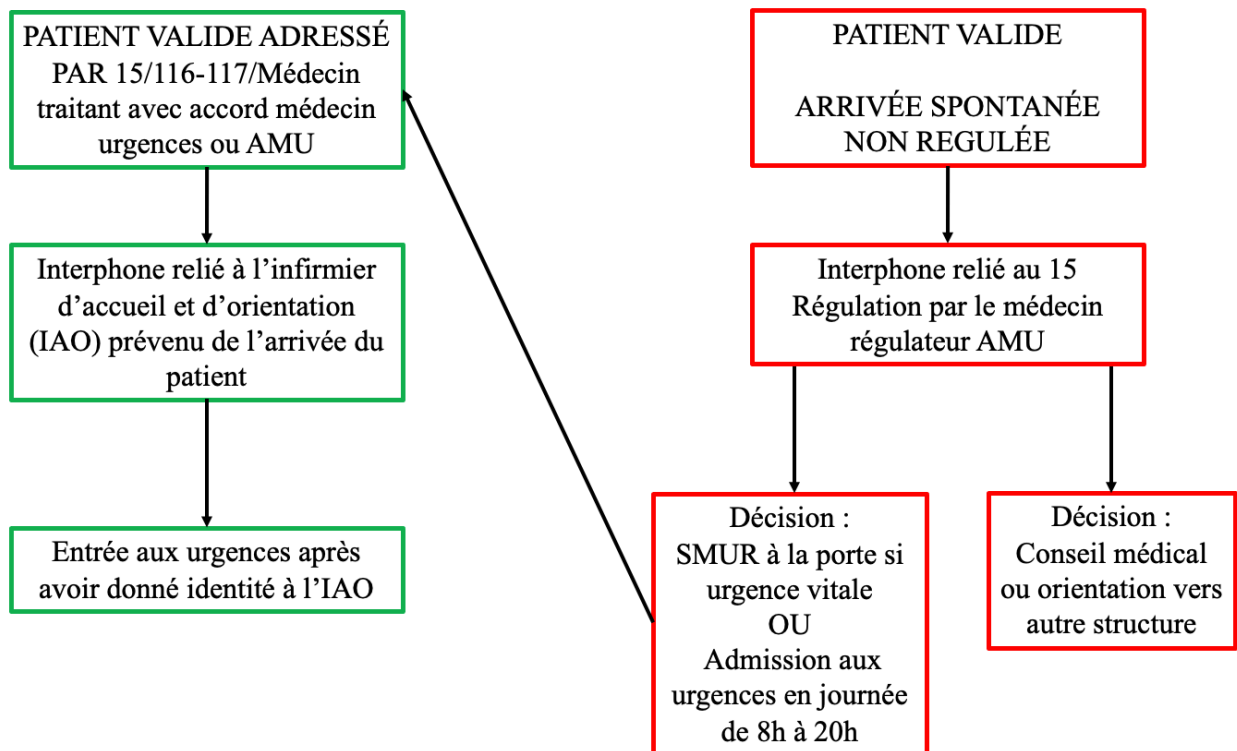 PATIENT VALIDE ADRESSÉ
PAR 15/116-117/Médecin
traitant avec accord médecin
urgences ou AMU
Interphone relié à l’infirmier
d’accueil et d’orientation
(IAO) prévenu de l’arrivée du
patient
Entrée aux urgences après
avoir donné identité à l’IAO
PATIENT VALIDE
ARRIVÉE SPONTANÉE
NON REGULÉE
Interphone relié au 15
Régulation par le médecin
régulateur AMU
Décision :
SMUR à la porte si
urgence vitale
OU
Admission aux
urgences en journée
de 8h à 20h
Décision :
Conseil médical
ou orientation vers
autre structure